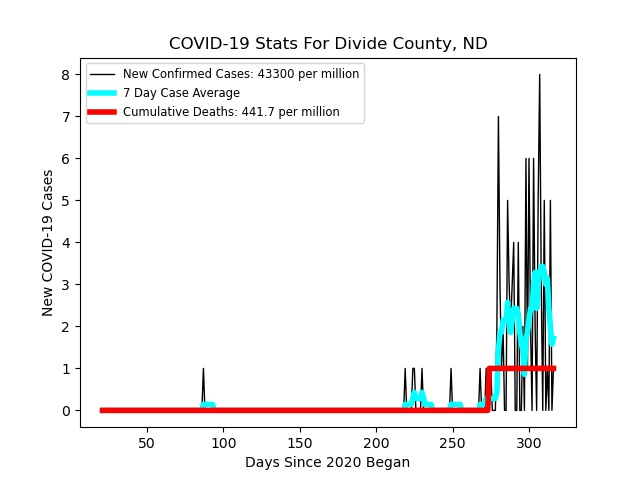 COVID-19 Stats For Divide County, ND
New Confirmed Cases: 43300 per million
7 Day Case Average
Cumulative Deaths: 441.7 per million
New COVID-19 Cases
8
7
6
5
4
3
2
1
0
50 100 150 200 250 300
Days Since 2020 Began